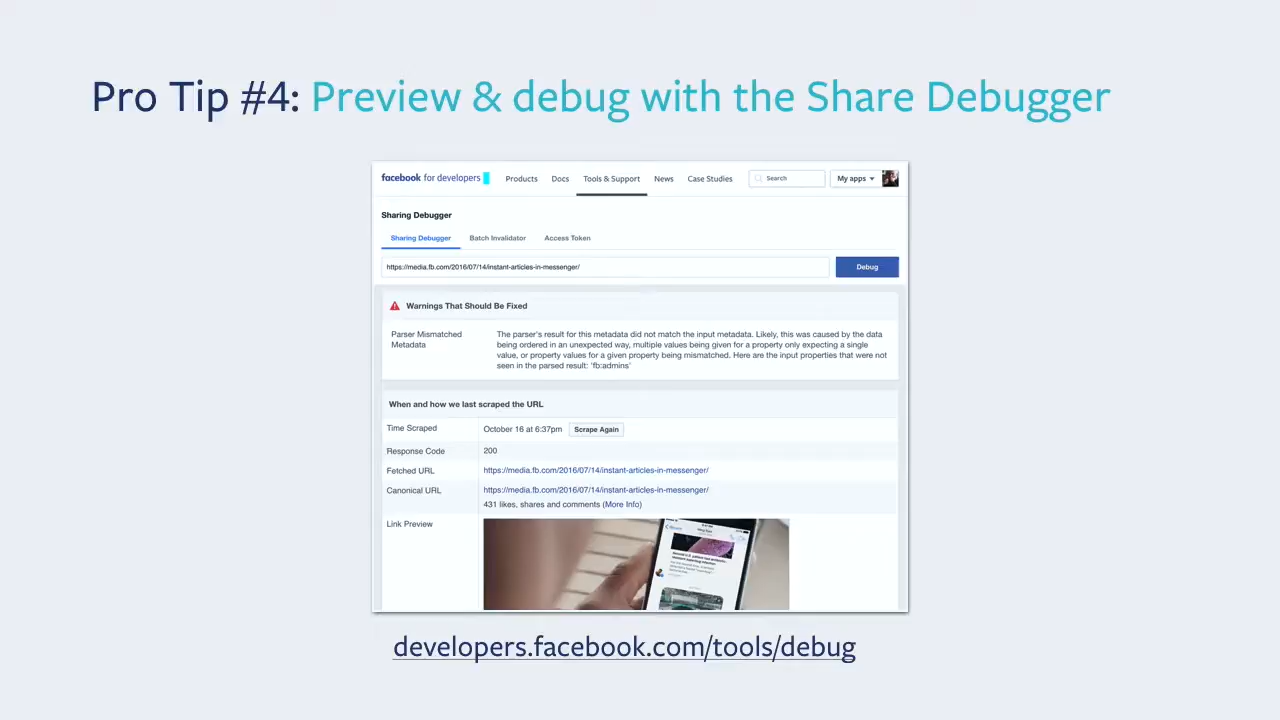 Pro Tip #4: Preview & debug with the Share Debugger
facebook for developers Products Docs Tools & Support News Case Studies Search My apps
Sharing Debugger
Sharing Debugger Batch Invalidator Access Token
https://media.fb.com/2016/07/14/instant-articles-in-messenger/ Debug
Warnings That Should Be Fixed
Parser Mismatched Metadata
The parser's result for this metadata did not match the input metadata. Likely, this was caused by the data
being ordered in an unexpected way, multiple values being given for a property only expecting a single
value, or property values for a given property being mismatched. Here are the input properties that were not
seen in the parsed result: 'fb:admins'
When and how we last scraped the URL
Time Scraped October 16 at 6:37pm Scrape Again
Response Code 200
Fetched URL https://media.fb.com/2016/07/14/instant-articles-in-messenger/
Canonical URL https://media.fb.com/2016/07/14/instant-articles-in-messenger/
431 likes, shares and comments (More Info)
Link Preview
developers.facebook.com/tools/debug